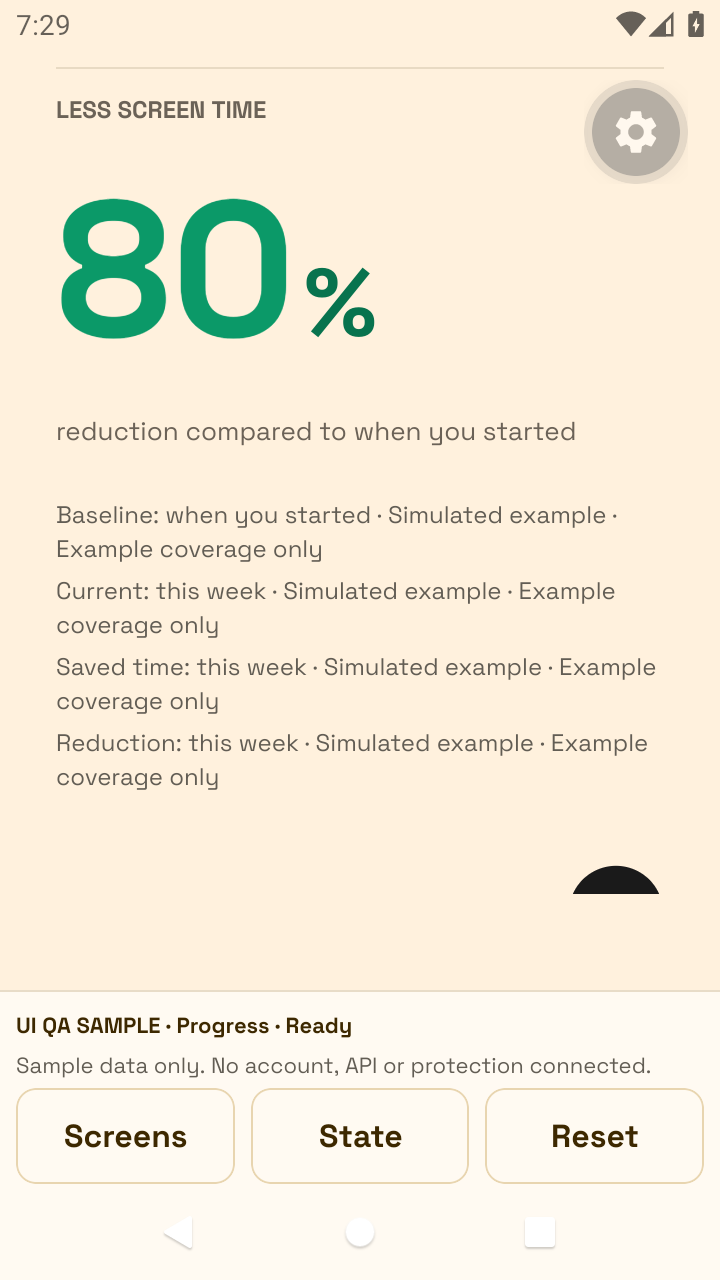 7:29
LESS SCREEN TIME
80%
reduction compared to when you started
Baseline: when you started · Simulated example ·
Example coverage only
Current: this week · Simulated example · Example
coverage only
Saved time: this week · Simulated example · Example
coverage only
Reduction: this week · Simulated example · Example
coverage only
UI QA SAMPLE · Progress · Ready
Sample data only. No account, API or protection connected.
Screens
State
Reset